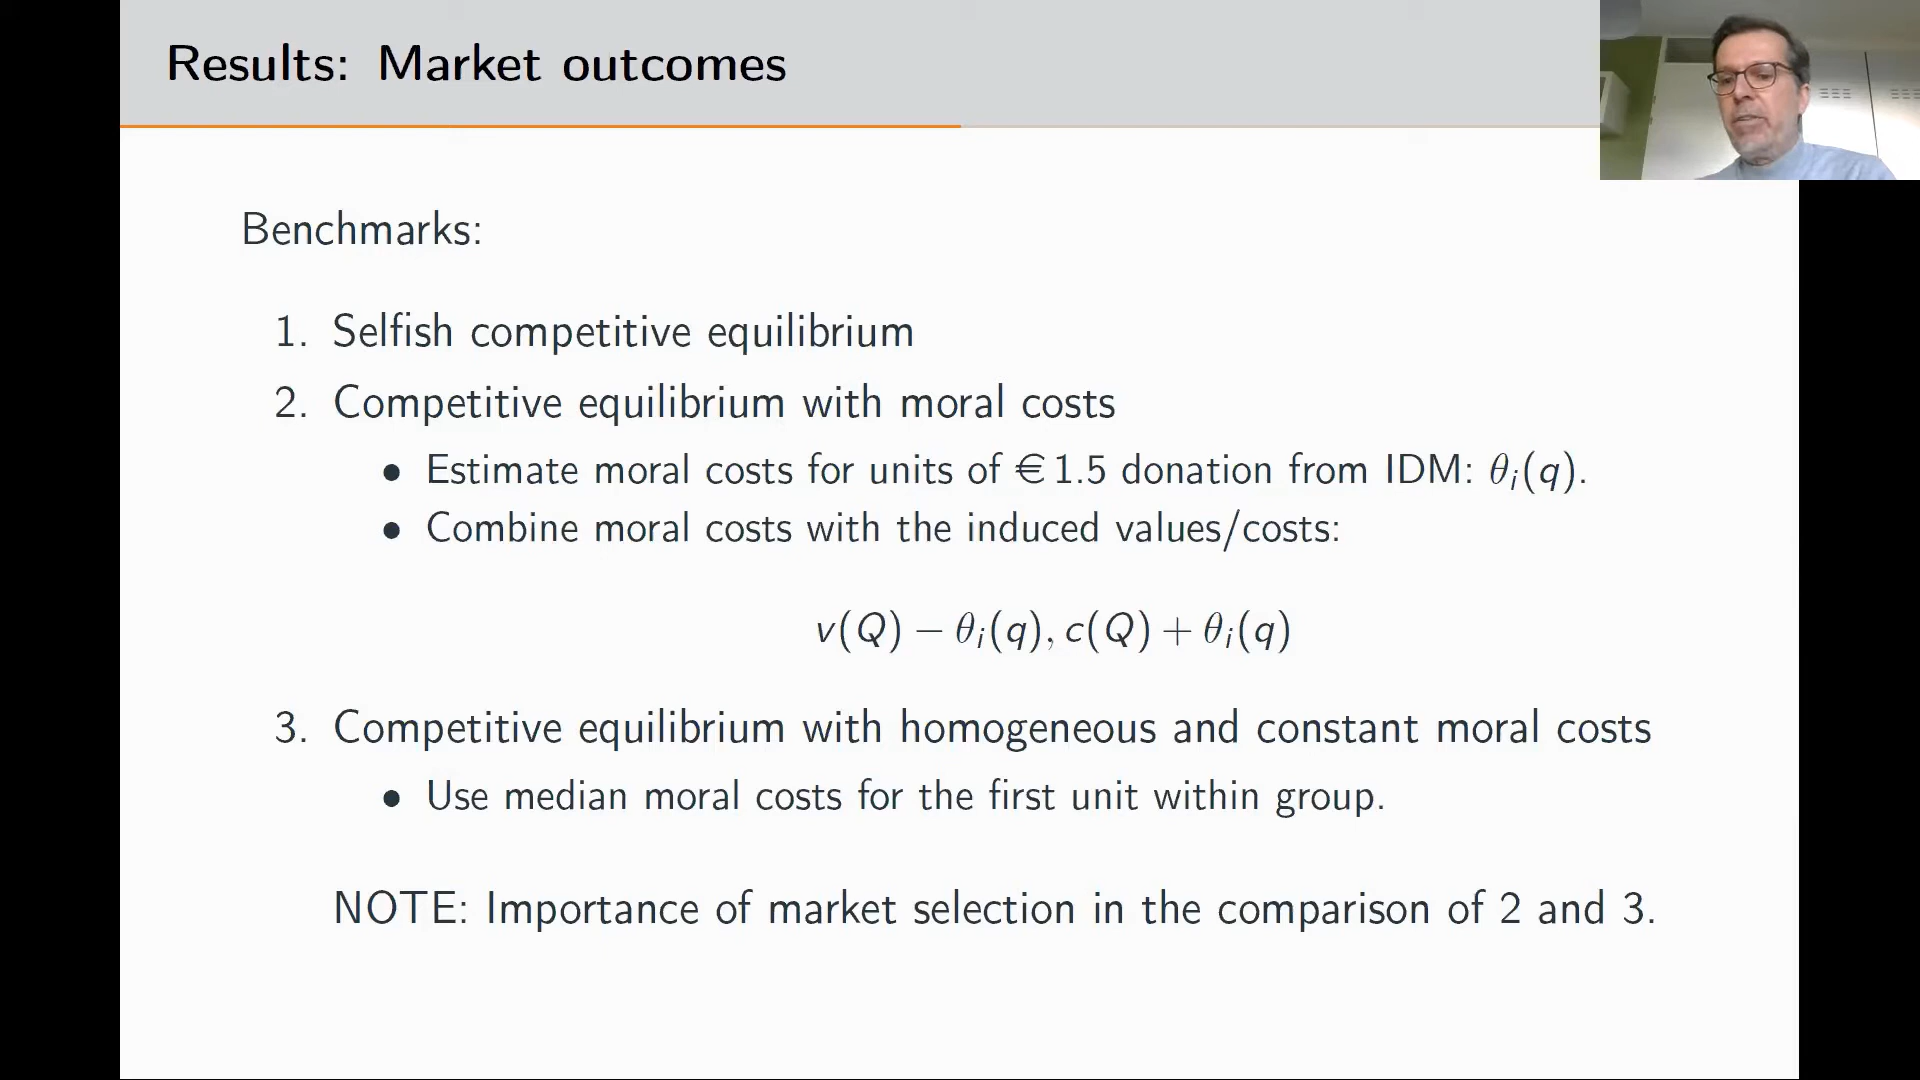 Results: Market outcomes
Benchmarks:
1. Selfish competitive equilibrium
2. Competitive equilibrium with moral costs
• Estimate moral costs for units of €1.5 donation from IDM: θᵢ(q).
• Combine moral costs with the induced values/costs:
v(Q) − θᵢ(q), c(Q) + θᵢ(q)
3. Competitive equilibrium with homogeneous and constant moral costs
• Use median moral costs for the first unit within group.
NOTE: Importance of market selection in the comparison of 2 and 3.